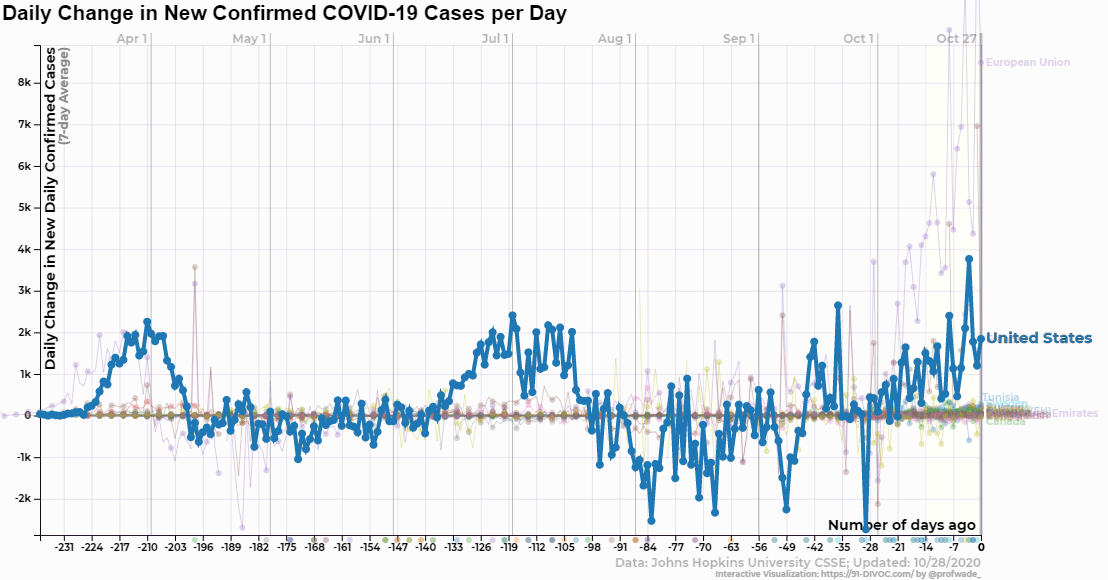 Daily Change in New Confirmed COVID-19 Cases per Day
Apr 1 May 1 Jun 1 Jul 1 Aug 1 Sep 1 Oct 1 Oct 27
Daily Change in New Daily Confirmed Cases
(7-day Average)
8k
7k
6k
5k
4k
3k
2k
1k
0
-1k
-2k
European Union
United States
Tunisia
Emirates
Canada
Number of days ago
-231 -224 -217 -210 -203 -196 -189 -182 -175 -168 -161 -154 -147 -140 -133 -126 -119 -112 -105 -98 -91 -84 -77 -70 -63 -56 -49 -42 -35 -28 -21 -14 -7 0
Data: Johns Hopkins University CSSE; Updated: 10/28/2020
Interactive Visualization: https://91-DIVOC.com/ by @profwade_